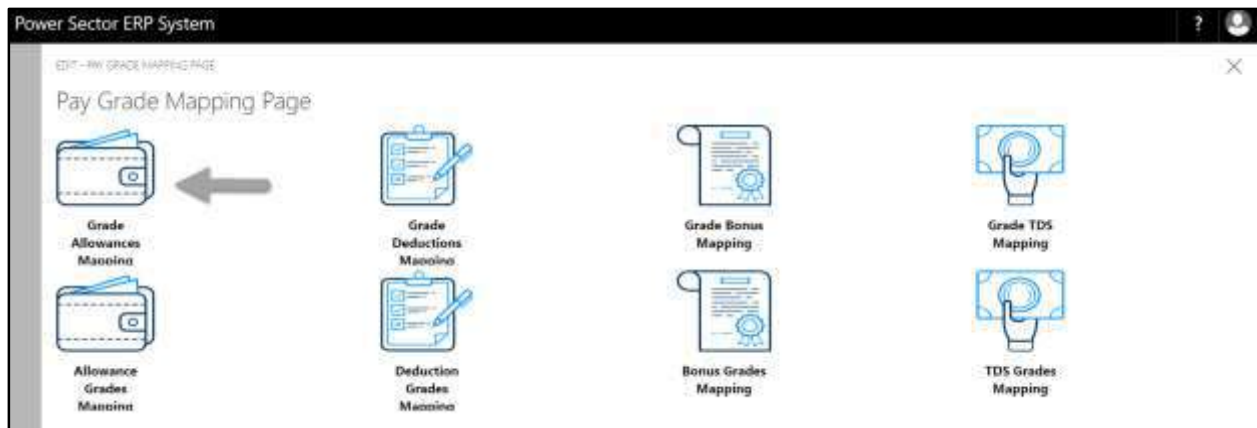 Power Sector ERP System ?
EDIT - PAY GRADE MAPPING PAGE
Pay Grade Mapping Page
Grade
Allowances
Mapping
Grade
Deductions
Mapping
Grade Bonus
Mapping
Grade TDS
Mapping
Allowance
Grades
Mapping
Deduction
Grades
Mapping
Bonus Grades
Mapping
TDS Grades
Mapping